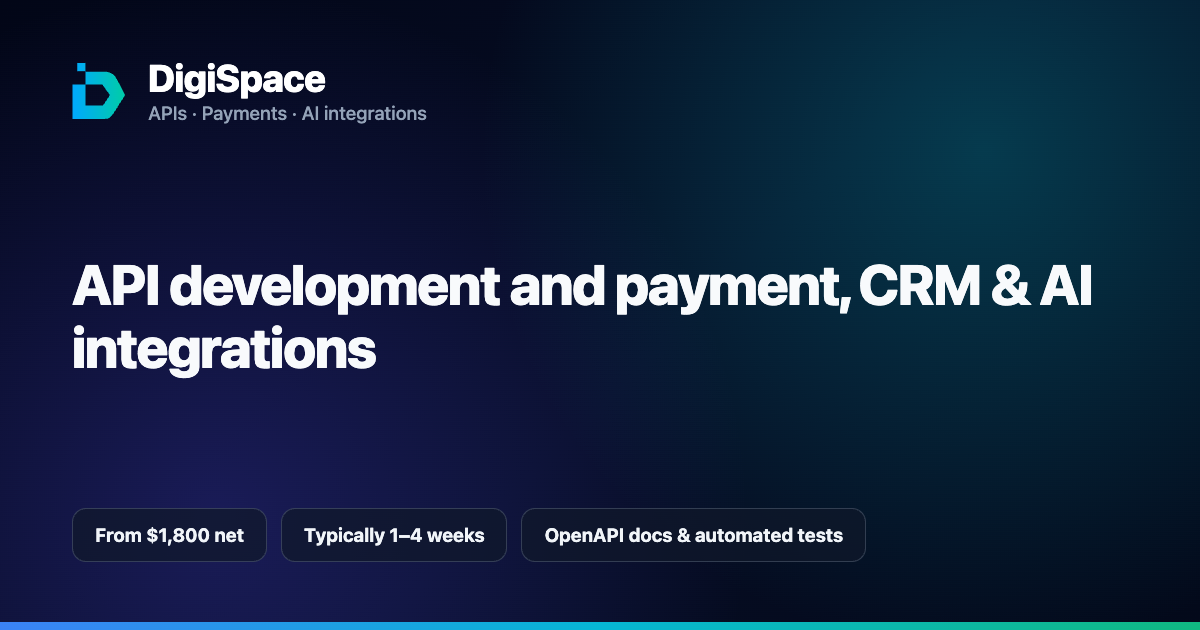 DigiSpace
APIs · Payments · AI integrations
API development and payment, CRM & AI
integrations
From $1,800 net
Typically 1–4 weeks
OpenAPI docs & automated tests